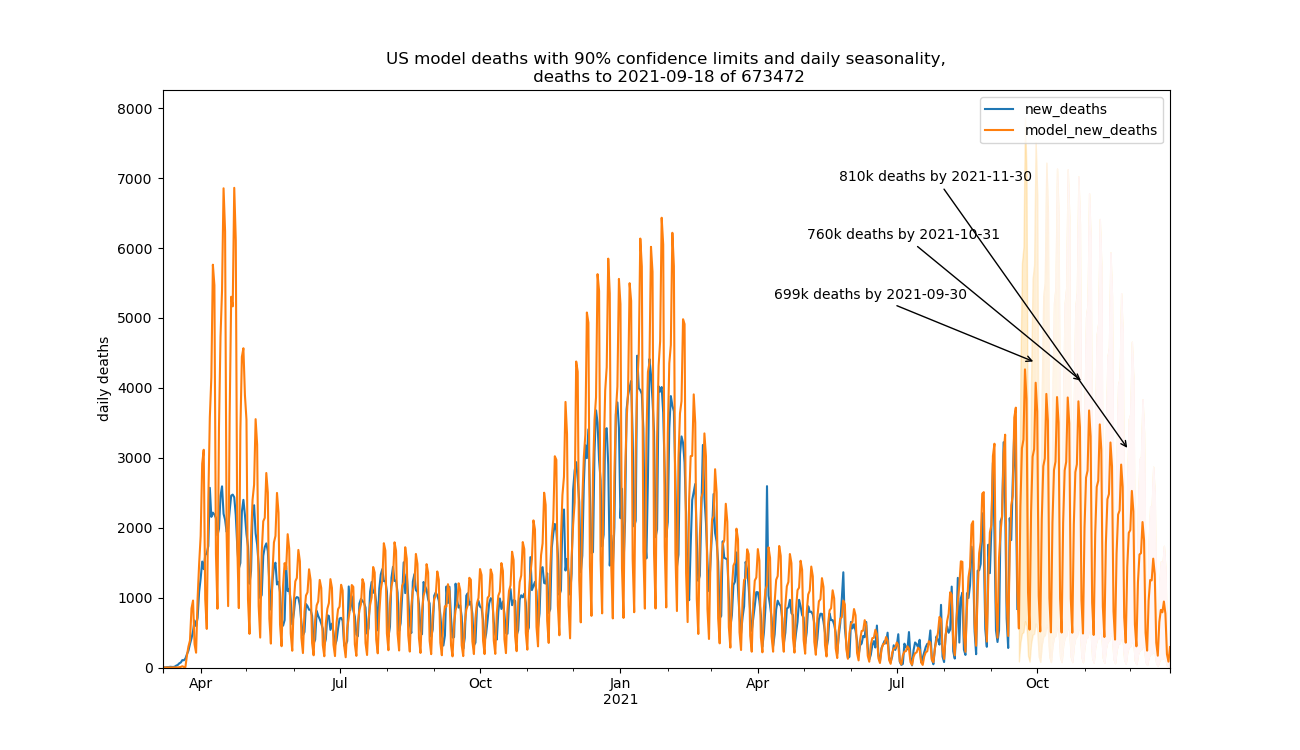 US model deaths with 90% confidence limits and daily seasonality,
deaths to 2021-09-18 of 673472
new_deaths
model_new_deaths
810k deaths by 2021-11-30
760k deaths by 2021-10-31
699k deaths by 2021-09-30
daily deaths
8000
7000
6000
5000
4000
3000
2000
1000
0
Apr Jul Oct Jan Apr Jul Oct
2021